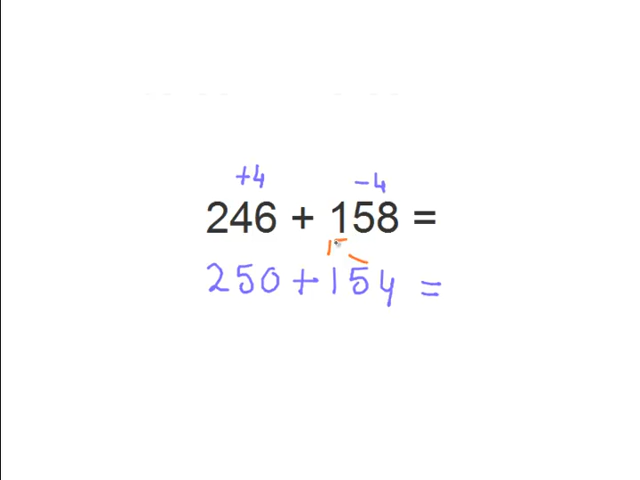 +4 -4
246 + 158 =
250+154 =